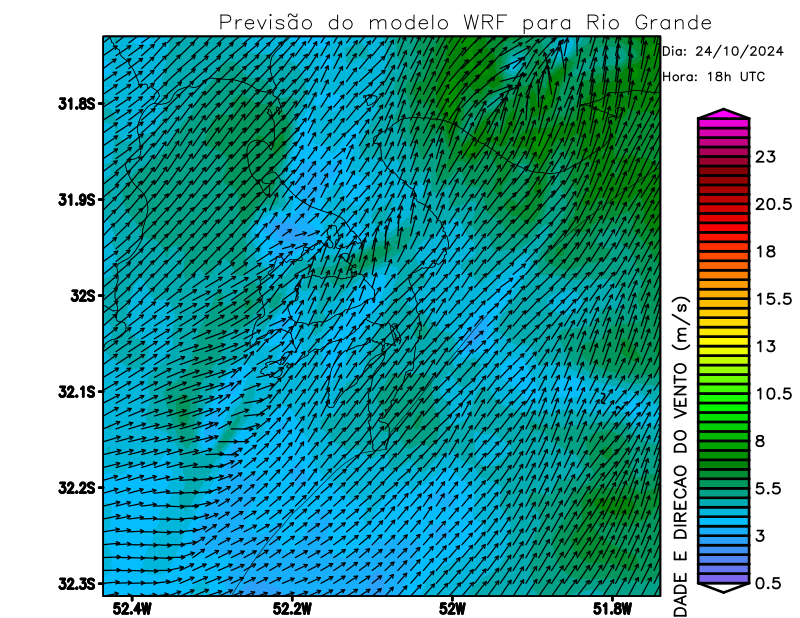 Previsão do modelo WRF para Rio Grande
Dia: 24/10/2024
Hora: 18h UTC
31.8S
31.9S
32S
32.1S
32.2S
32.3S
52.4W
52.2W
52W
51.8W
23
20.5
18
15.5
13
10.5
8
5.5
3
0.5
DADE E DIRECAO DO VENTO (m/s)